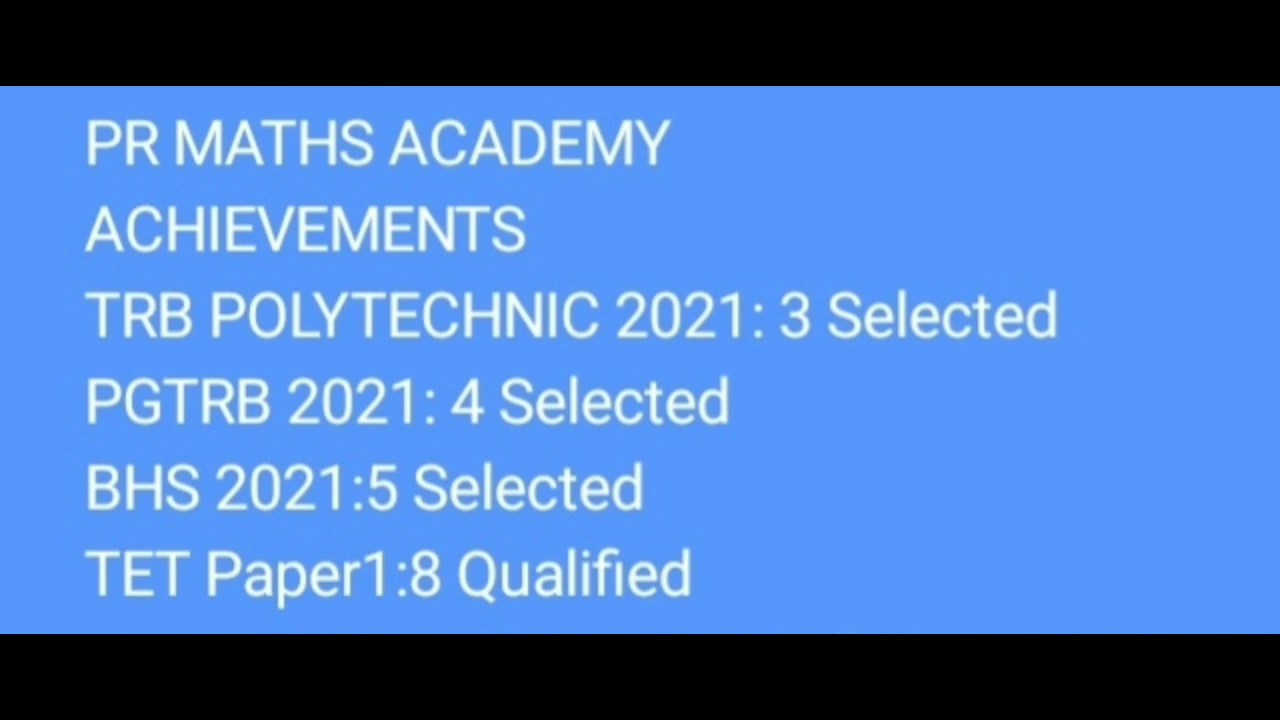 PR MATHS ACADEMY
ACHIEVEMENTS
TRB POLYTECHNIC 2021: 3 Selected
PGTRB 2021: 4 Selected
BHS 2021:5 Selected
TET Paper1:8 Qualified